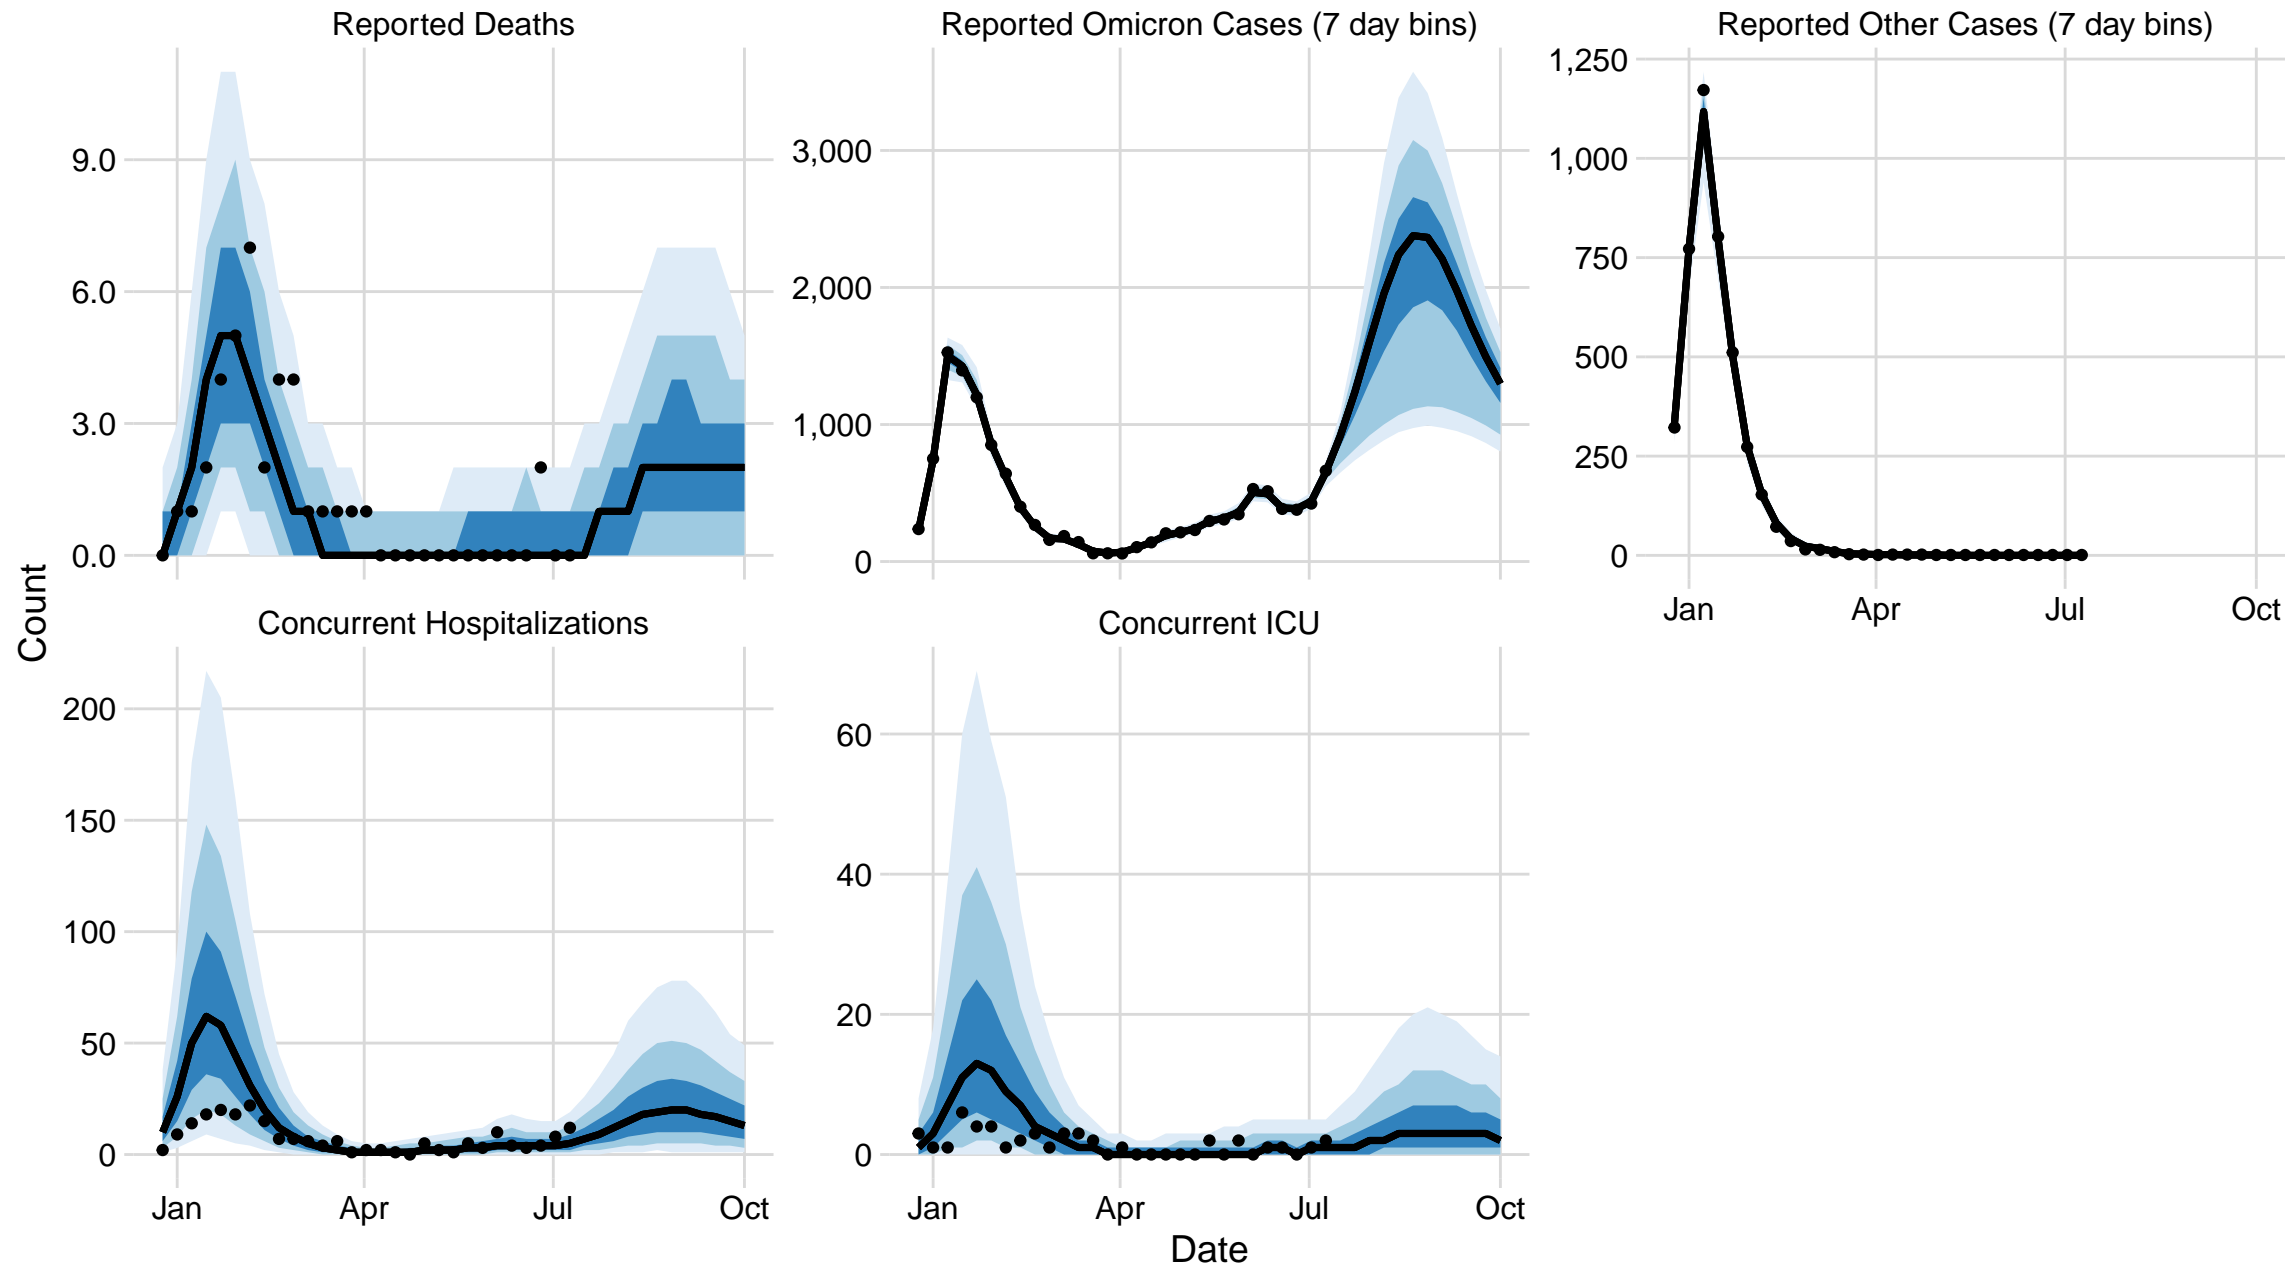 Reported Deaths
Reported Omicron Cases (7 day bins)
Reported Other Cases (7 day bins)
9.0
6.0
3.0
0.0
3,000
2,000
1,000
0
1,250
1,000
750
500
250
0
Jan
Apr
Jul
Oct
Count
Concurrent Hospitalizations
Concurrent ICU
200
150
100
50
0
60
40
20
0
Jan
Apr
Jul
Oct
Jan
Apr
Jul
Oct
Date